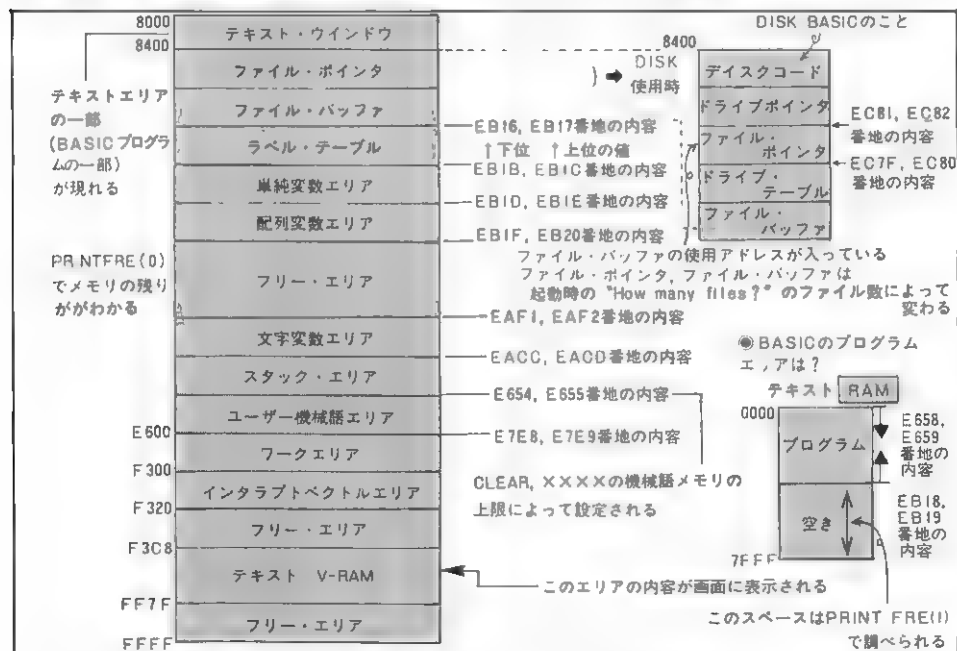 8000
テキスト・ウインドウ
8400
ファイル・ポインタ
ファイル・バッファ
ラベル・テーブル
単純変数エリア
配列変数エリア
フリー・エリア
文字変数エリア
スタック・エリア
ユーザー機械語エリア
E600
ワークエリア
F300
インタラプトベクトルエリア
F320
フリー・エリア
F3C8
テキスト V-RAM
FF7F
フリー・エリア
FFFF
テキストエリア
の一部
(BASICプログラ
ムの一部)
が現れる
PRINTFRE(0)
でメモリの残り
ががわかる
EB16, EB17番地の内容
↑下位 ↑上位の値
EB1B, EB1C番地の内容
EB1D, EB1E番地の内容
EB1F, EB20番地の内容
EAF1, EAF2番地の内容
EACC, EACD番地の内容
E654, E655番地の内容
E7E8, E7E9番地の内容
CLEAR, ××××の機械語メモリの
上限によって設定される
このエリアの内容が画面に表示される
DISK BASICのこと
8400
DISK
使用時
デイスクコード
ドライブポインタ
ファイル・
ポインタ
ドライブ・
テーブル
ファイル・
バッファ
EC81, EC82
番地の内容
EC7F, EC80
番地の内容
ファイル・バッファの使用アドレスが入っている
ファイル・ポインタ, ファイル・バッファは
起動時の"How many files?"のファイル数によって
変わる
◉BASICのプログラム
エリアは?
テキスト RAM
0000
プログラム
空き
7FFF
E658,
E659
番地の
内容
EB18,
EB19
番地の
内容
このスペースはPRINT FRE(1)
で調べられる